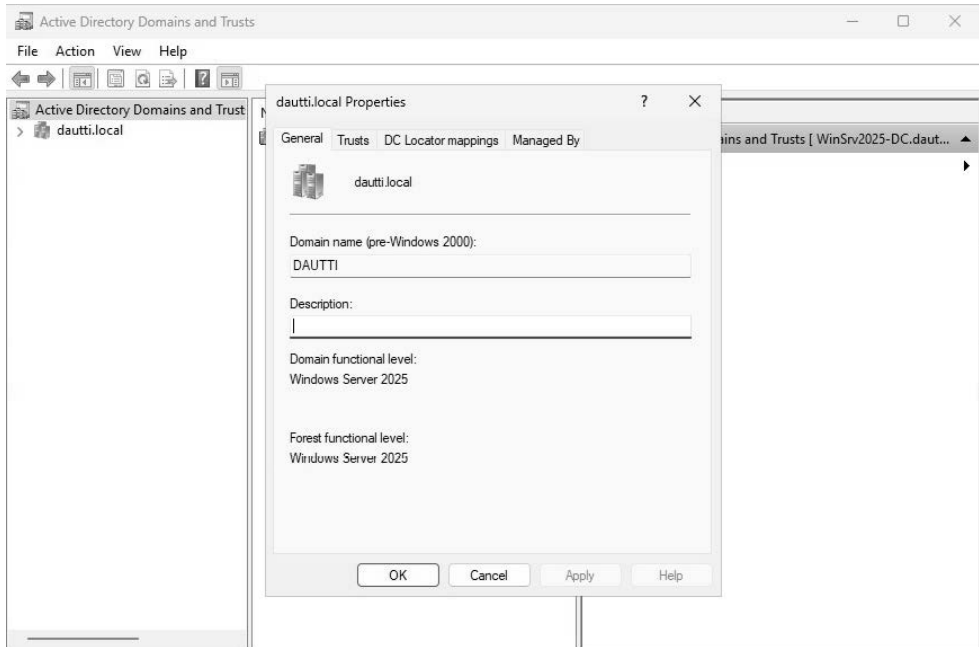 Active Directory Domains and Trusts
File Action View Help
Active Directory Domains and Trust
dautti.local
dautti.local Properties
?
General Trusts DC Locator mappings Managed By
ains and Trusts [ WinSrv2025-DC.daut...
dautti.local
Domain name (pre-Windows 2000):
DAUTTI
Description:
Domain functional level:
Windows Server 2025
Forest functional level:
Windows Server 2025
OK Cancel Apply Help